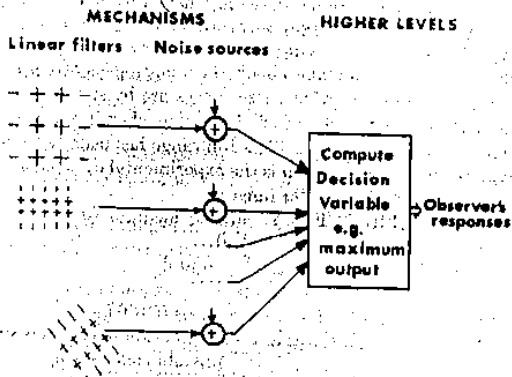 MECHANISMS
HIGHER LEVELS
Linear filters
Noise sources
- + + -
- + + -
- + + -
+
+
+
Compute
Decision
Variable
e.g.
maximum
output
Observer's
responses